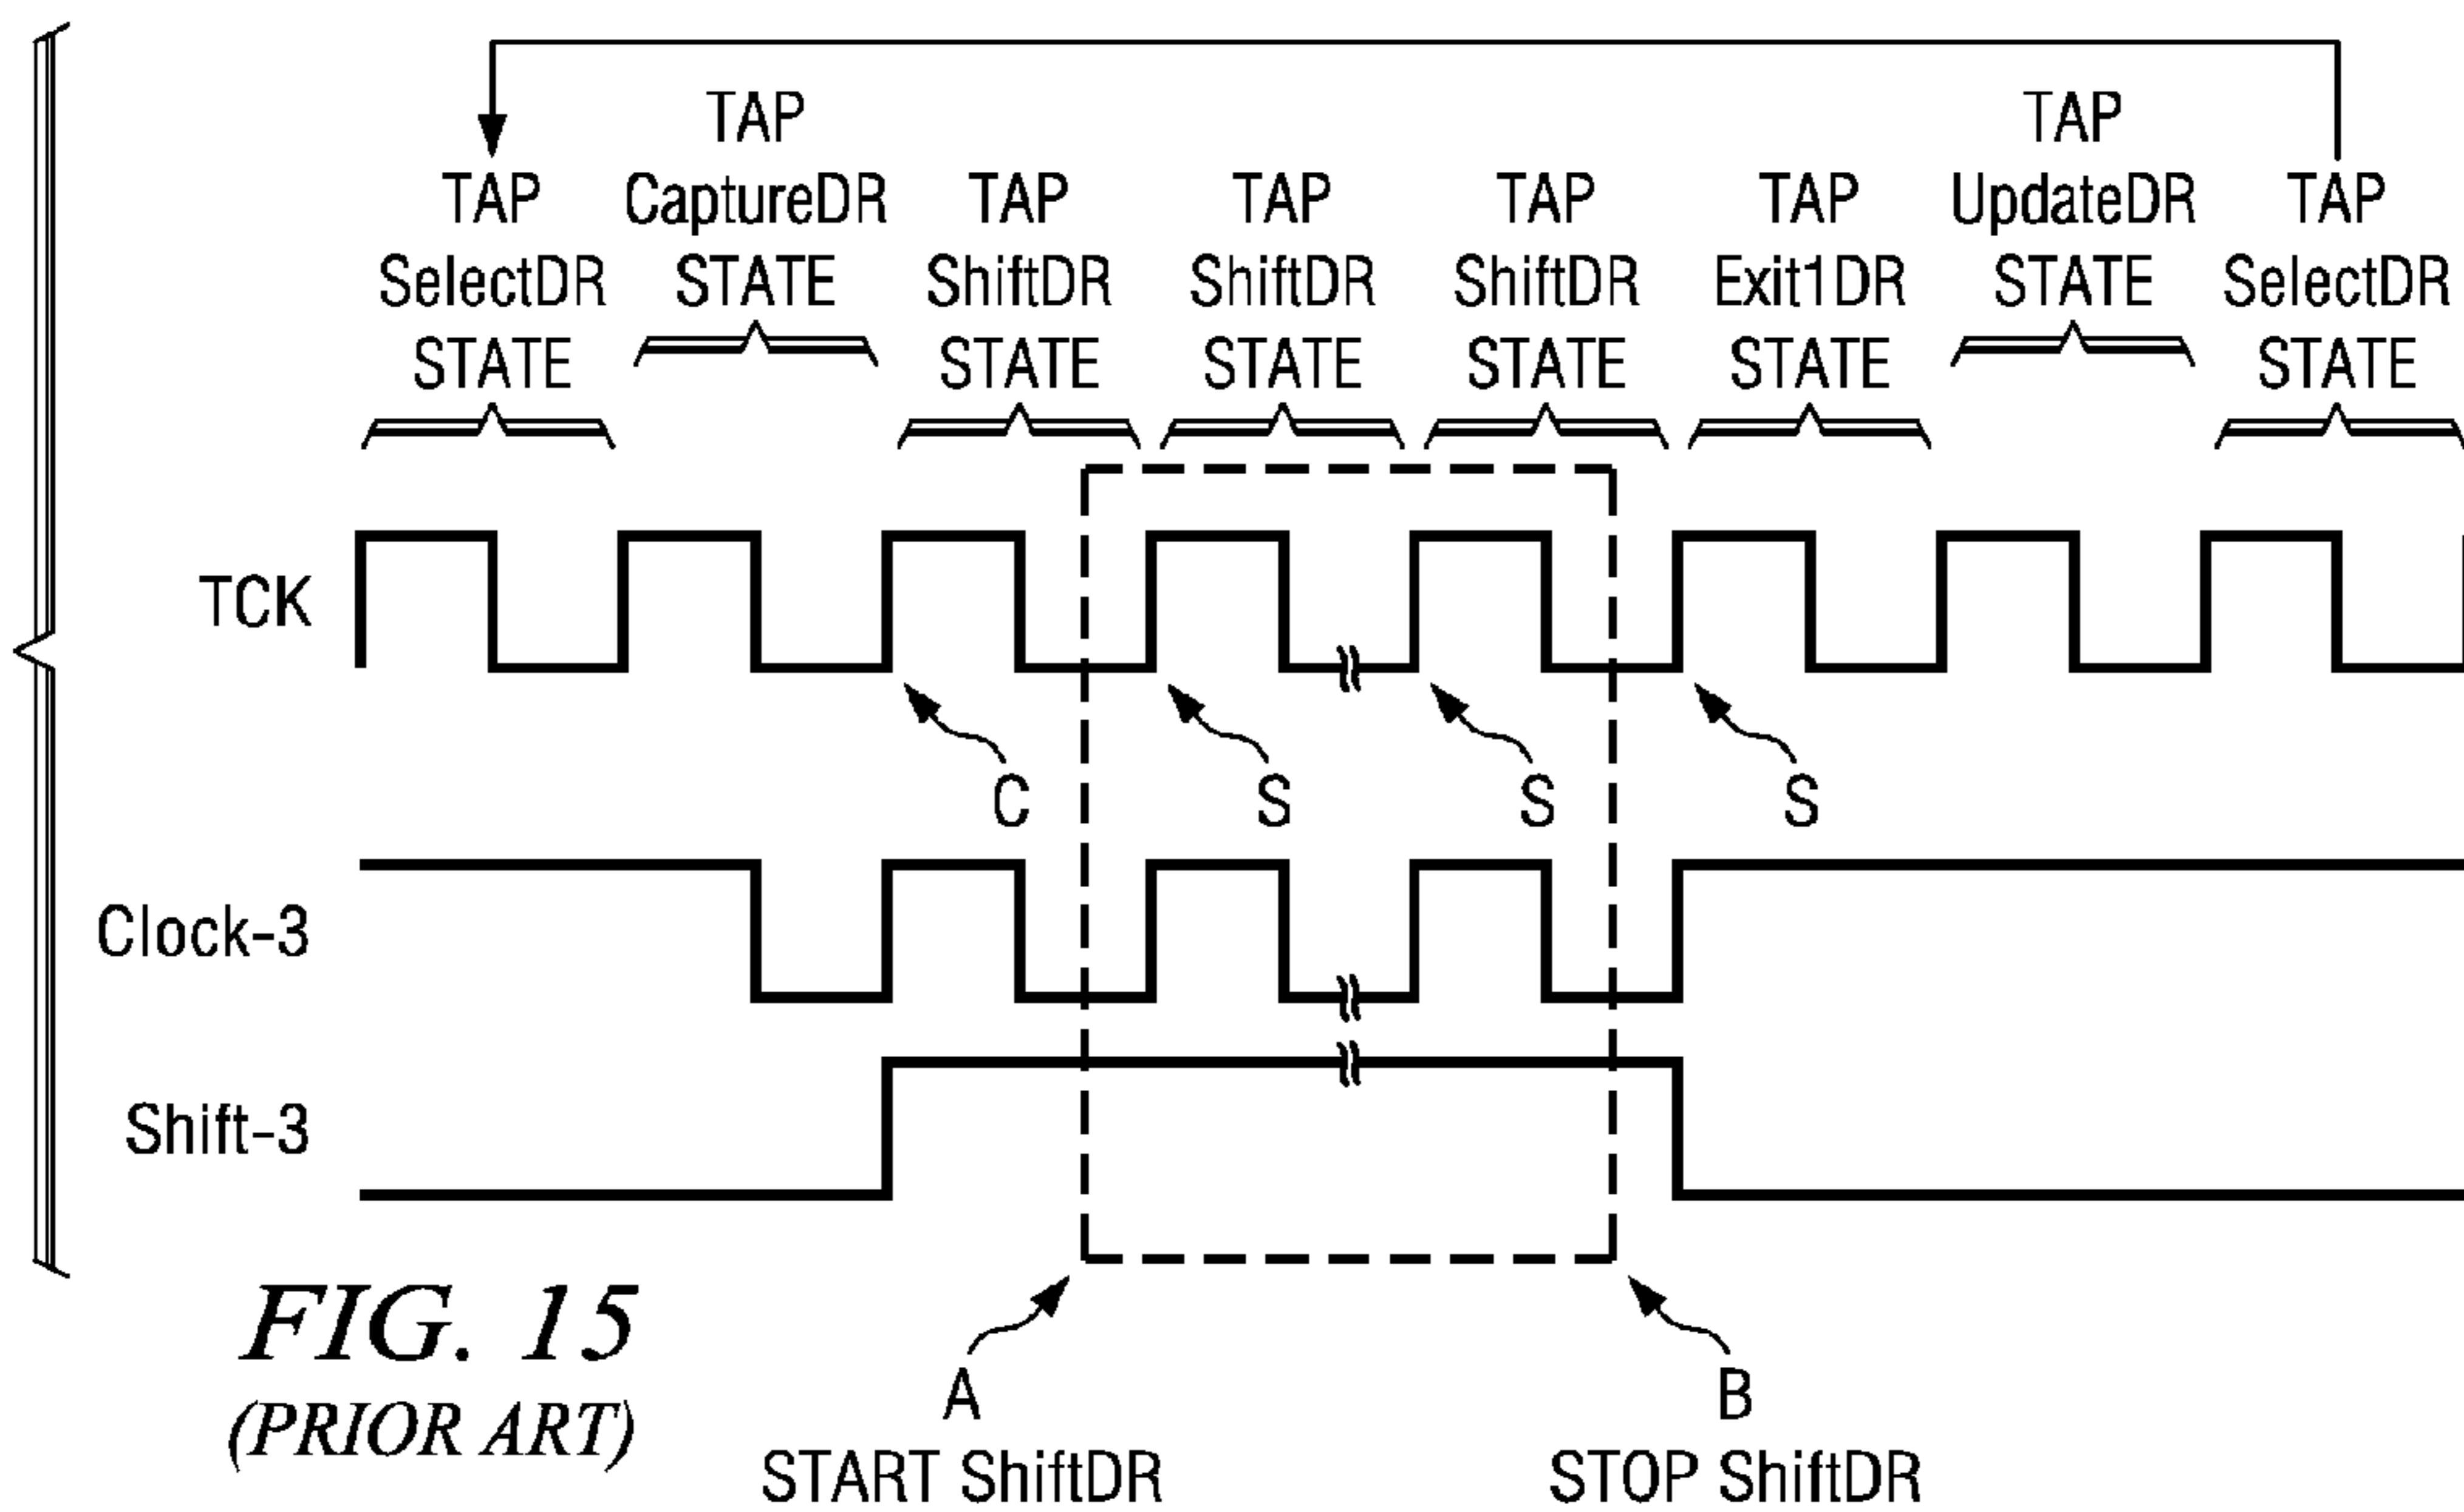 TAP
SelectDR
STATE
TAP
CaptureDR
STATE
TAP
ShiftDR
STATE
TAP
ShiftDR
STATE
TAP
ShiftDR
STATE
TAP
Exit1DR
STATE
TAP
UpdateDR
STATE
TAP
SelectDR
STATE
TCK
C
S
S
S
Clock-3
Shift-3
A
START ShiftDR
B
STOP ShiftDR
FIG. 15
(PRIOR ART)